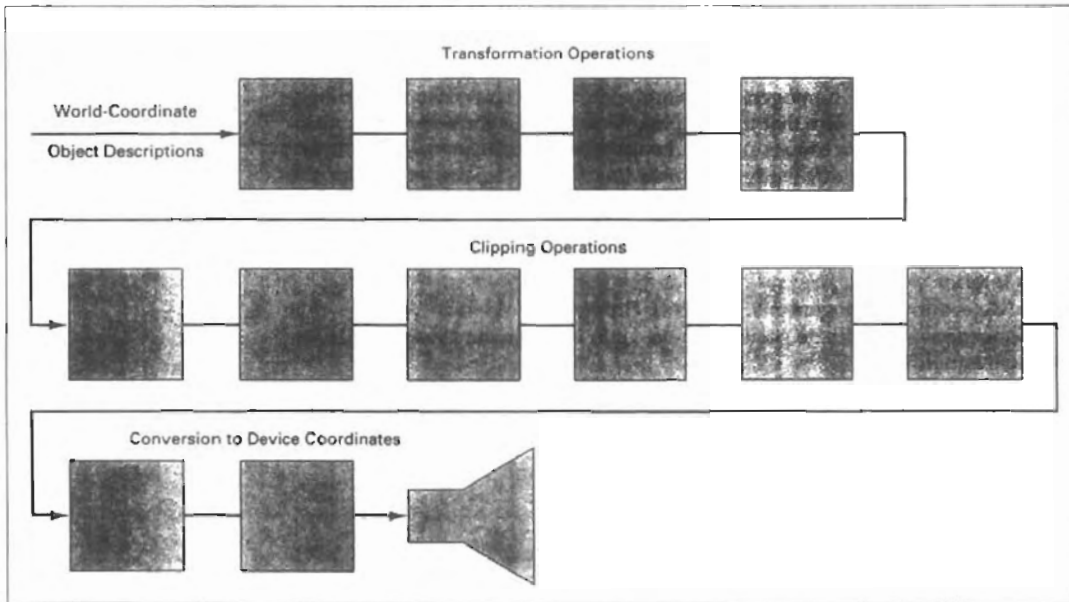 Transformation Operations
World-Coordinate
Object Descriptions
Clipping Operations
Conversion to Device Coordinates